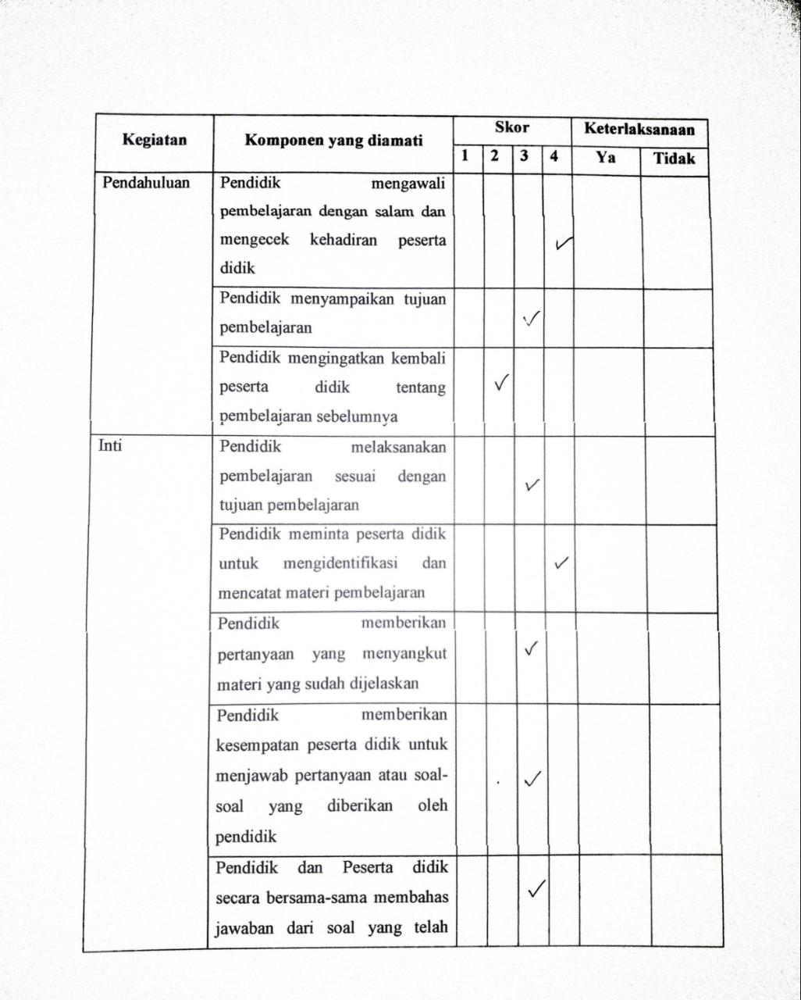 Kegiatan Komponen yang diamati Skor Keterlaksanaan
1 2 3 4 Ya Tidak
Pendahuluan Pendidik mengawali
pembelajaran dengan salam dan
mengecek kehadiran peserta ✓
didik
Pendidik menyampaikan tujuan
pembelajaran ✓
Pendidik mengingatkan kembali
peserta didik tentang ✓
pembelajaran sebelumnya
Inti Pendidik melaksanakan
pembelajaran sesuai dengan ✓
tujuan pembelajaran
Pendidik meminta peserta didik
untuk mengidentifikasi dan ✓
mencatat materi pembelajaran
Pendidik memberikan
pertanyaan yang menyangkut ✓
materi yang sudah dijelaskan
Pendidik memberikan
kesempatan peserta didik untuk
menjawab pertanyaan atau soal- ✓
soal yang diberikan oleh
pendidik
Pendidik dan Peserta didik
secara bersama-sama membahas ✓
jawaban dari soal yang telah